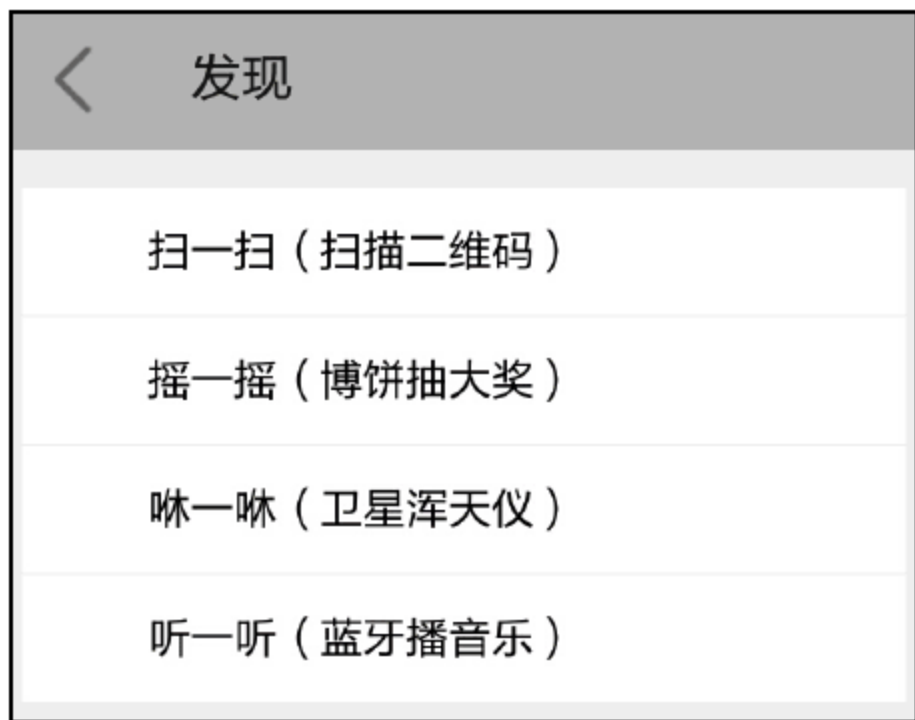 发现
扫一扫（扫描二维码）
摇一摇（博饼抽大奖）
咻一咻（卫星浑天仪）
听一听（蓝牙播音乐）